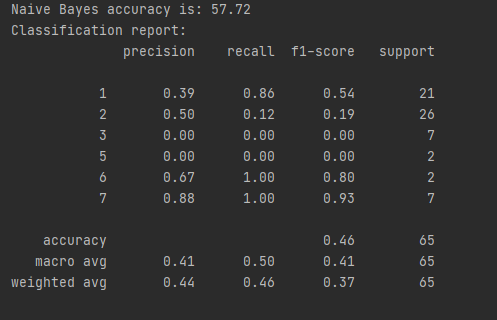 Naive Bayes accuracy is: 57.72
Classification report:
precision recall f1-score support
1 0.39 0.86 0.54 21
2 0.50 0.12 0.19 26
3 0.00 0.00 0.00 7
5 0.00 0.00 0.00 2
6 0.67 1.00 0.80 2
7 0.88 1.00 0.93 7
accuracy 0.46 65
macro avg 0.41 0.50 0.41 65
weighted avg 0.44 0.46 0.37 65